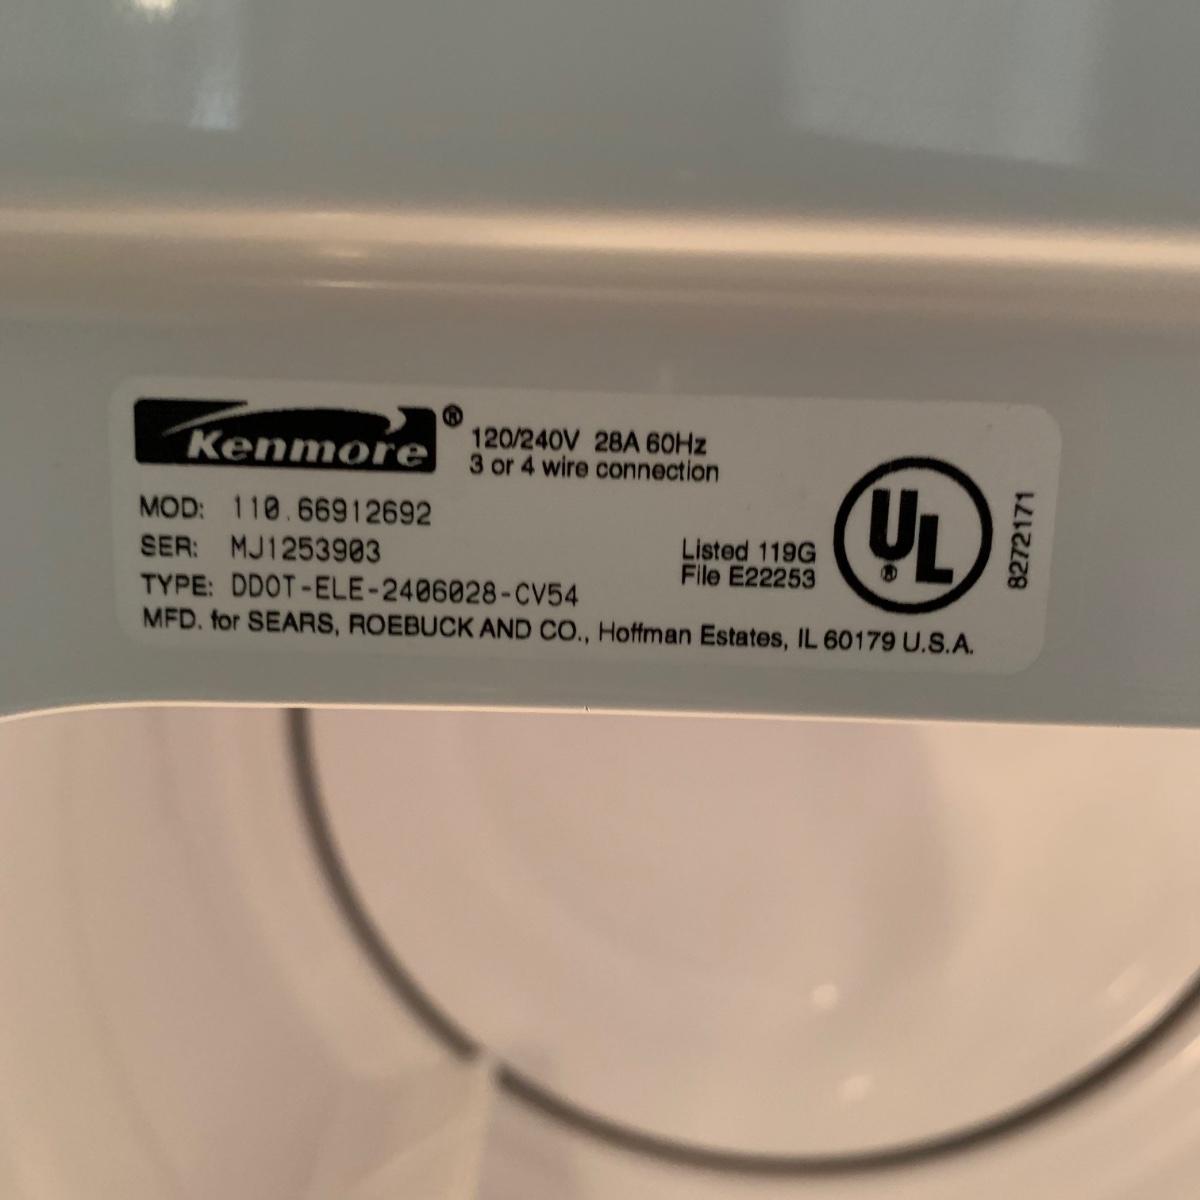 Kenmore®
120/240V 28A 60Hz
3 or 4 wire connection
MOD: 110.66912692
SER: MJ1253903
TYPE: DDOT-ELE-2406028-CV54
MFD. for SEARS, ROEBUCK AND CO., Hoffman Estates, IL 60179 U.S.A.
Listed 119G
File E22253
UL®
8272171